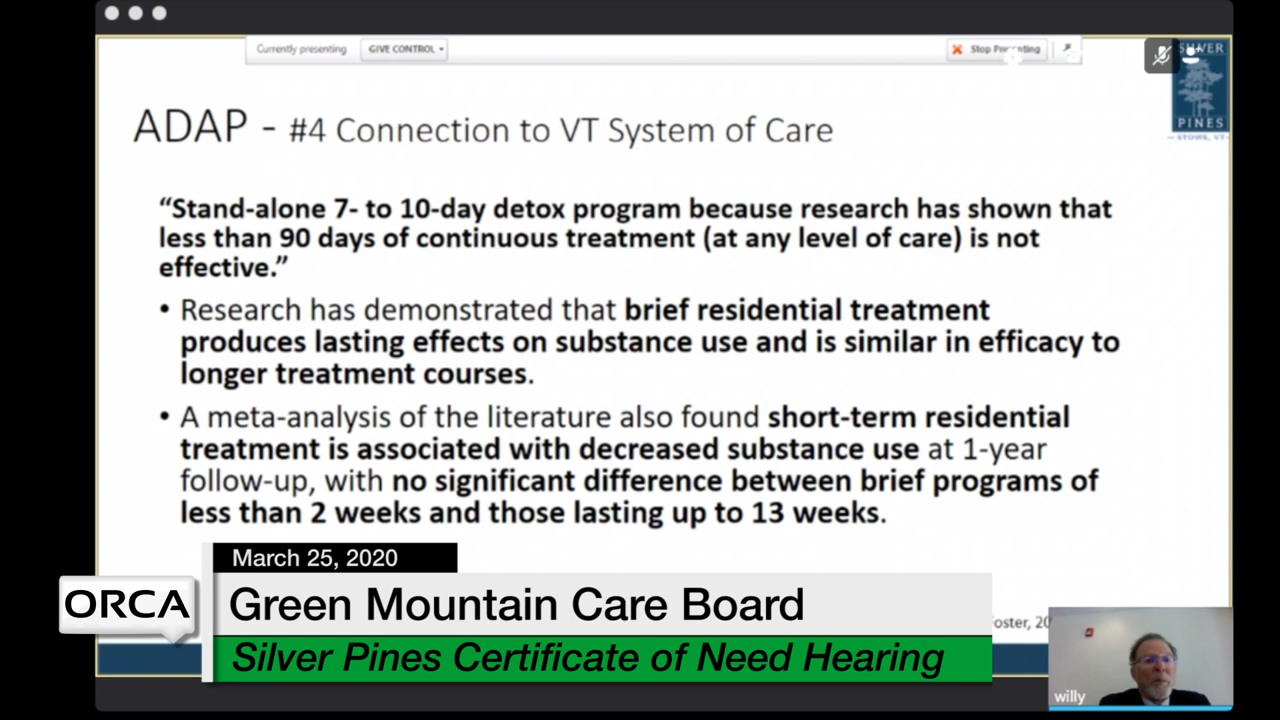 Currently presenting
GIVE CONTROL
Stop Presenting
SILVER
PINES
STOWE, VT
ADAP - #4 Connection to VT System of Care
“Stand-alone 7- to 10-day detox program because research has shown that
less than 90 days of continuous treatment (at any level of care) is not
effective.”
• Research has demonstrated that brief residential treatment
produces lasting effects on substance use and is similar in efficacy to
longer treatment courses.
• A meta-analysis of the literature also found short-term residential
treatment is associated with decreased substance use at 1-year
follow-up, with no significant difference between brief programs of
less than 2 weeks and those lasting up to 13 weeks.
March 25, 2020
ORCA
Green Mountain Care Board
Silver Pines Certificate of Need Hearing
willy